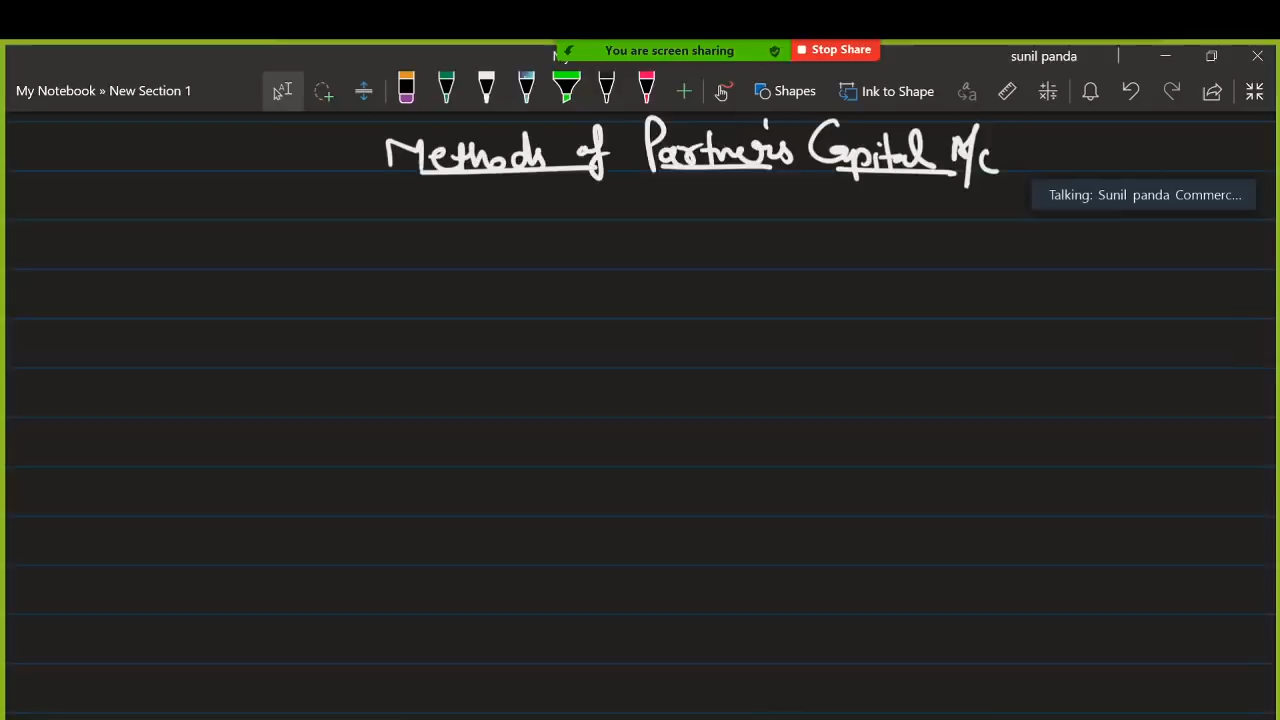 You are screen sharing
Stop Share
sunil panda
My Notebook » New Section 1
Shapes
Ink to Shape
Methods of Partner's Capital A/c
Talking: Sunil panda Commerc...